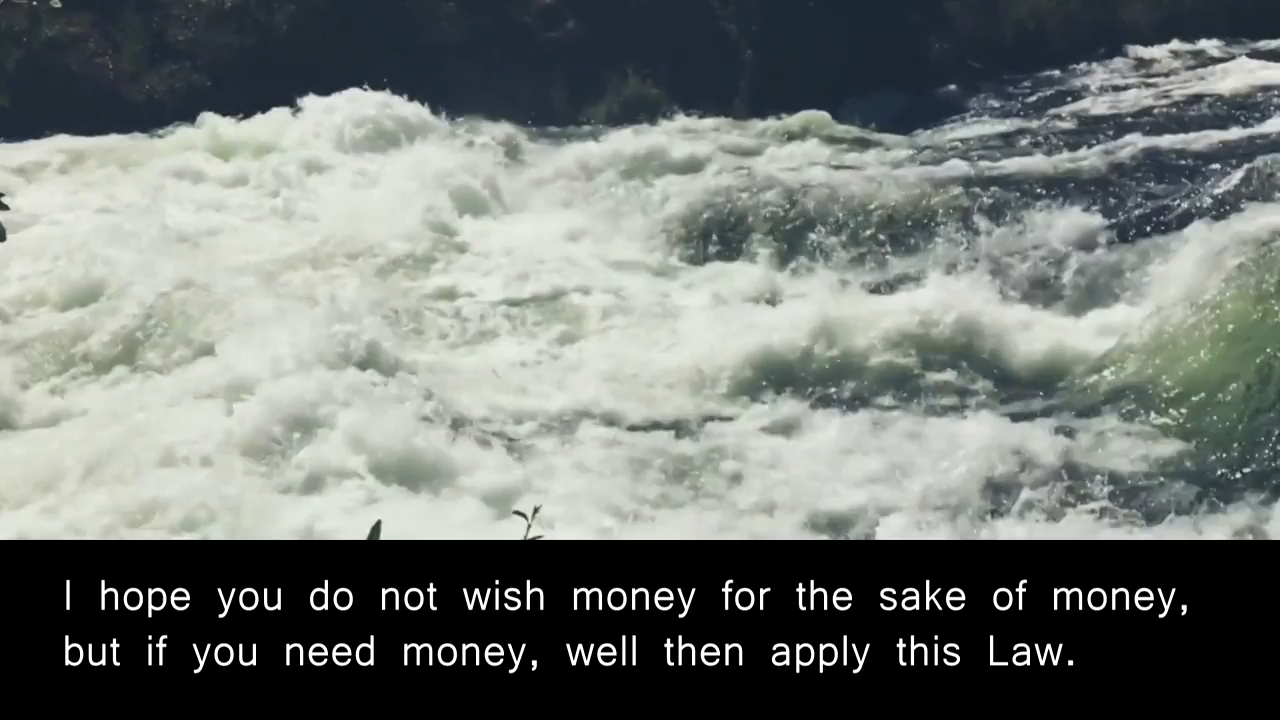 I hope you do not wish money for the sake of money,
but if you need money, well then apply this Law.